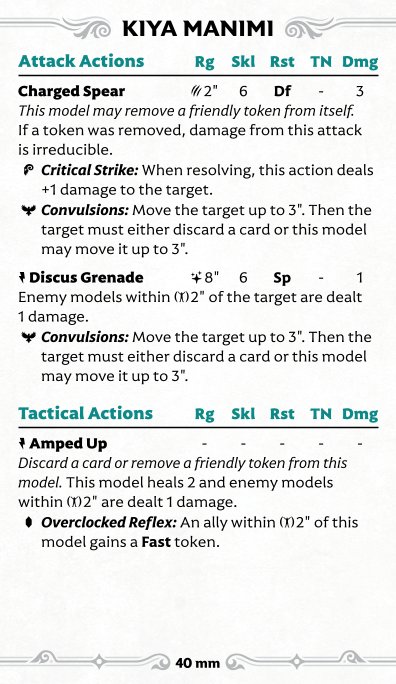 KIYA MANIMI
Attack Actions Rg Skl Rst TN Dmg
Charged Spear 2" 6 Df - 3
This model may remove a friendly token from itself.
If a token was removed, damage from this attack
is irreducible.
Critical Strike: When resolving, this action deals
+1 damage to the target.
Convulsions: Move the target up to 3". Then the
target must either discard a card or this model
may move it up to 3".
Discus Grenade 8" 6 Sp - 1
Enemy models within 2" of the target are dealt
1 damage.
Convulsions: Move the target up to 3". Then the
target must either discard a card or this model
may move it up to 3".
Tactical Actions Rg Skl Rst TN Dmg
Amped Up - - - - -
Discard a card or remove a friendly token from this
model. This model heals 2 and enemy models
within 2" are dealt 1 damage.
Overclocked Reflex: An ally within 2" of this
model gains a Fast token.
40 mm